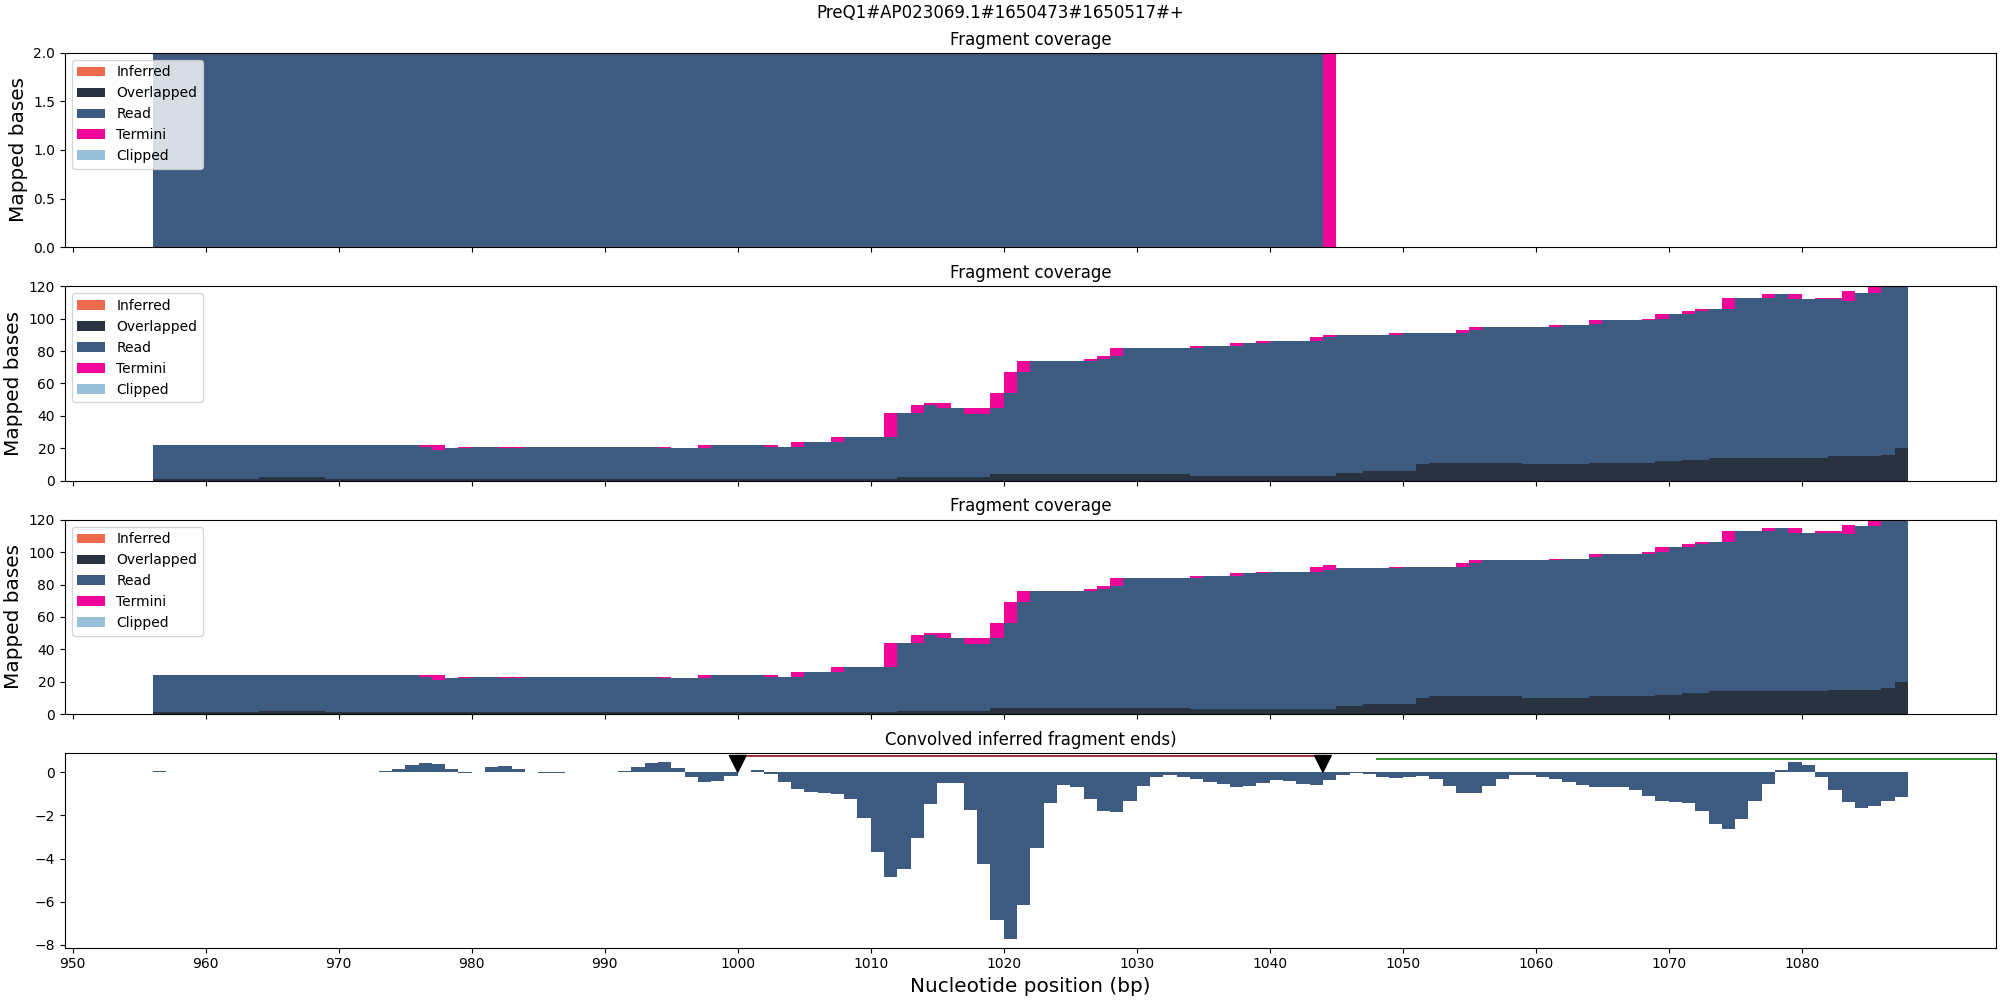 PreQ1#AP023069.1#1650473#1650517#+
Fragment coverage
Mapped bases
2.0
1.5
1.0
0.5
0.0
Inferred
Overlapped
Read
Termini
Clipped
Fragment coverage
Mapped bases
120
100
80
60
40
20
0
Inferred
Overlapped
Read
Termini
Clipped
Fragment coverage
Mapped bases
120
100
80
60
40
20
0
Inferred
Overlapped
Read
Termini
Clipped
Convolved inferred fragment ends)
0
−2
−4
−6
−8
950 960 970 980 990 1000 1010 1020 1030 1040 1050 1060 1070 1080
Nucleotide position (bp)